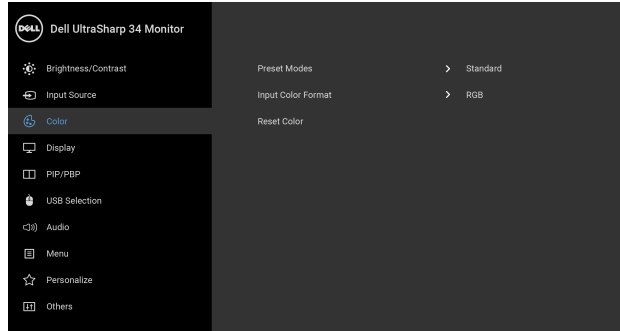 DELL Dell UltraSharp 34 Monitor
Brightness/Contrast
Input Source
Color
Display
PIP/PBP
USB Selection
Audio
Menu
Personalize
Others
Preset Modes > Standard
Input Color Format > RGB
Reset Color